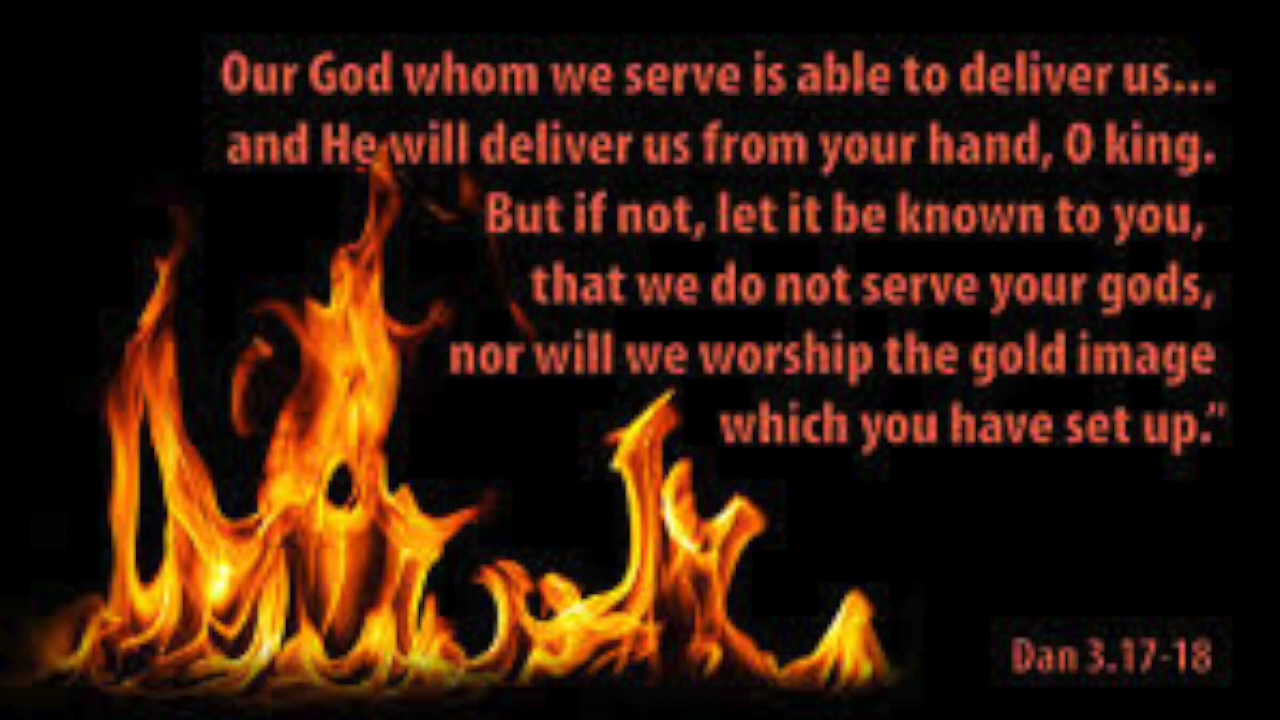 Our God whom we serve is able to deliver us...
and He will deliver us from your hand, O king.
But if not, let it be known to you,
that we do not serve your gods,
nor will we worship the gold image
which you have set up.”
Dan 3.17-18